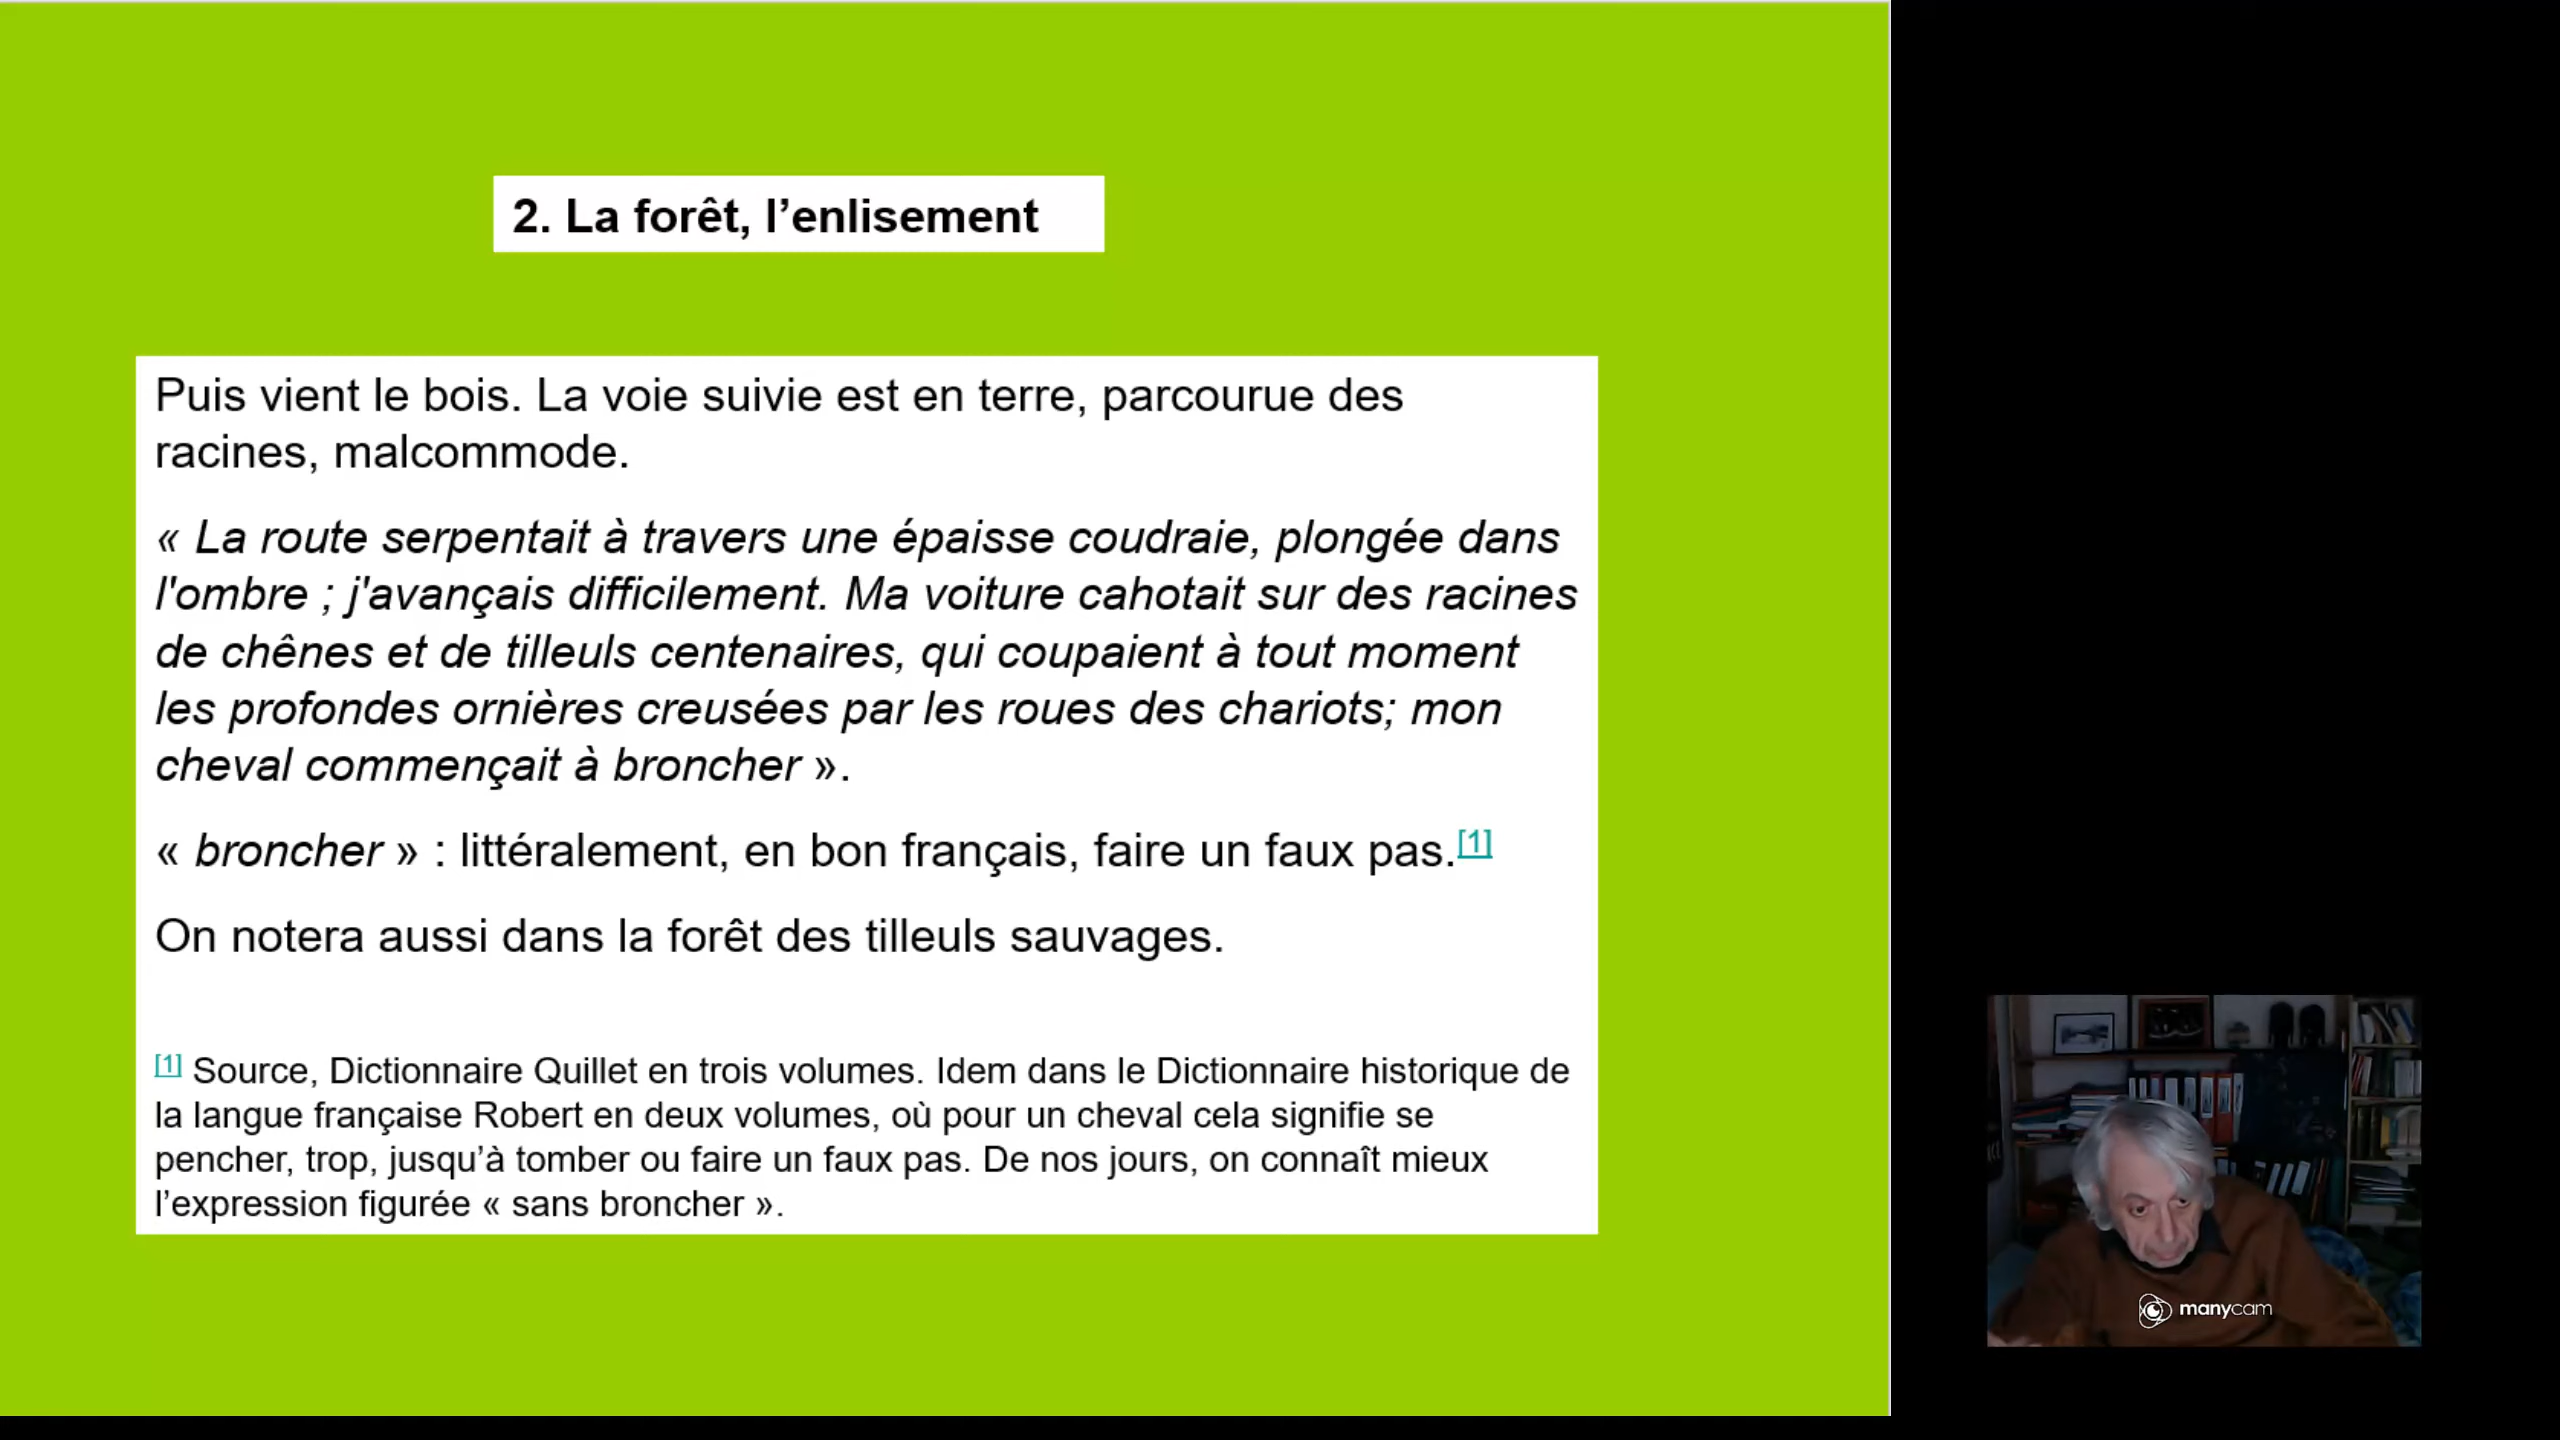 2. La forêt, l’enlisement
Puis vient le bois. La voie suivie est en terre, parcourue des
racines, malcommode.
« La route serpentait à travers une épaisse coudraie, plongée dans
l'ombre ; j'avançais difficilement. Ma voiture cahotait sur des racines
de chênes et de tilleuls centenaires, qui coupaient à tout moment
les profondes ornières creusées par les roues des chariots; mon
cheval commençait à broncher ».
« broncher » : littéralement, en bon français, faire un faux pas.[1]
On notera aussi dans la forêt des tilleuls sauvages.
[1] Source, Dictionnaire Quillet en trois volumes. Idem dans le Dictionnaire historique de
la langue française Robert en deux volumes, où pour un cheval cela signifie se
pencher, trop, jusqu’à tomber ou faire un faux pas. De nos jours, on connaît mieux
l’expression figurée « sans broncher ».
manycam